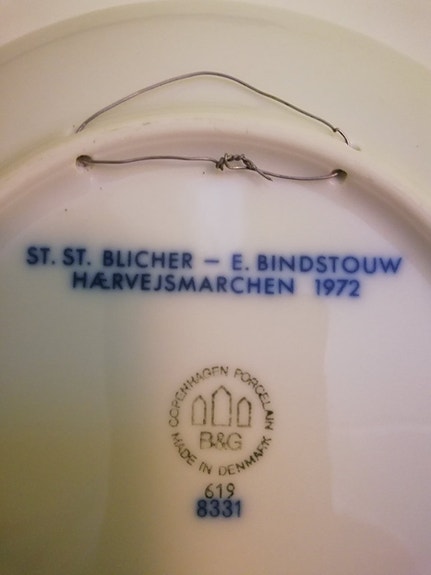 ST. ST. BLICHER – E. BINDSTOUW
HÆRVEJSMARCHEN 1972
COPENHAGEN PORCELAIN
B&G
MADE IN DENMARK
619
8331